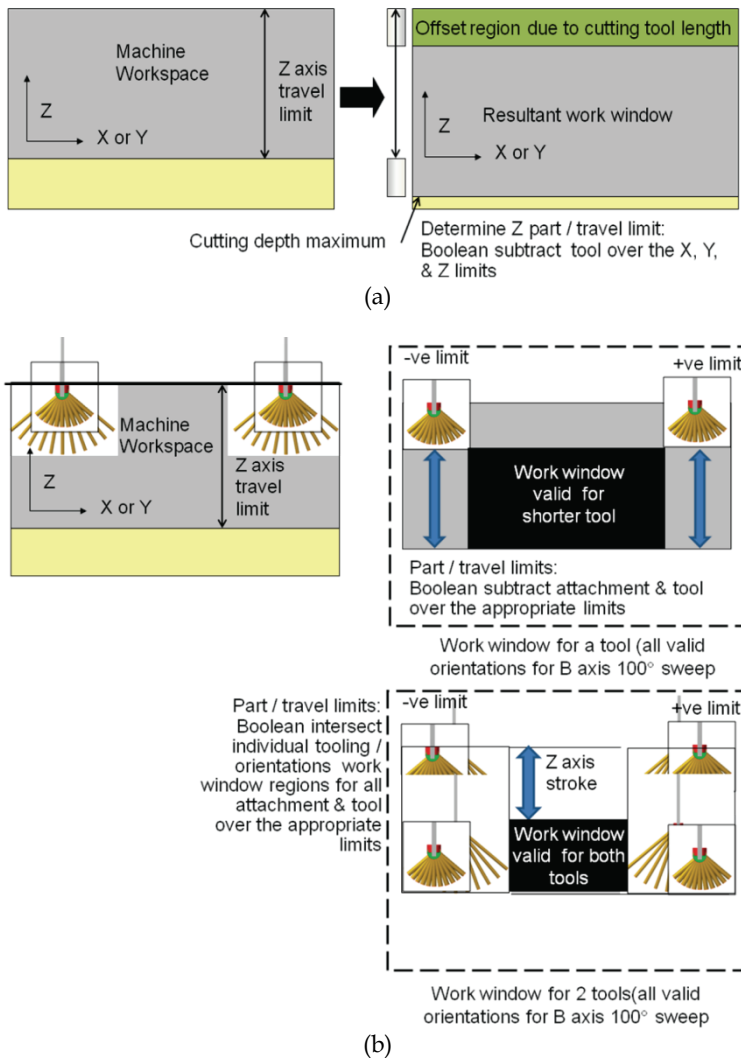 Machine
Workspace
Z axis
travel
limit
Z
X or Y
Offset region due to cutting tool length
Z
Resultant work window
X or Y
Cutting depth maximum
Determine Z part / travel limit:
Boolean subtract tool over the X, Y,
& Z limits
(a)
Machine
Workspace
Z axis
travel
limit
Z
X or Y
-ve limit
+ve limit
Work window
valid for
shorter tool
Part / travel limits:
Boolean subtract attachment & tool
over the appropriate limits
Work window for a tool (all valid
orientations for B axis 100° sweep
Part / travel limits:
Boolean intersect
individual tooling /
orientations work
window regions for all
attachment & tool
over the appropriate
limits
-ve limit
+ve limit
Z axis
stroke
Work window
valid for both
tools
Work window for 2 tools(all valid
orientations for B axis 100° sweep
(b)